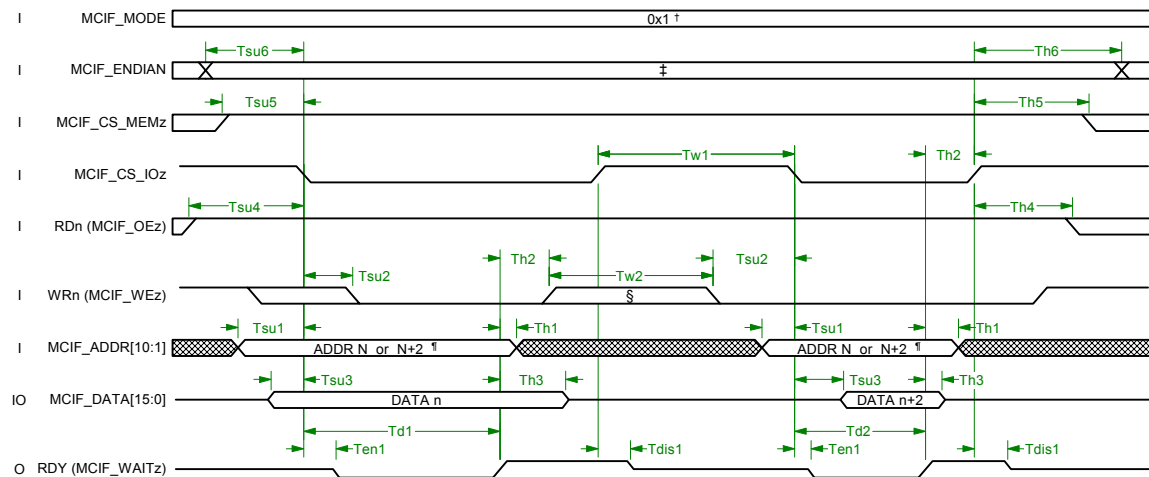 I MCIF_MODE 0x1 †
Tsu6 Th6
I MCIF_ENDIAN ‡
Tsu5 Th5
I MCIF_CS_MEMz
Tw1 Th2
I MCIF_CS_IOz
Tsu4 Th4
I RDn (MCIF_OEz)
Tsu2 Th2 Tw2 Tsu2
I WRn (MCIF_WEz) §
Tsu1 Th1 Tsu1 Th1
I MCIF_ADDR[10:1] ADDR N or N+2 ¶ ADDR N or N+2 ¶
Tsu3 Th3 Tsu3 Th3
IO MCIF_DATA[15:0] DATA n DATA n+2
Td1 Td2
Ten1 Tdis1 Ten1 Tdis1
O RDY (MCIF_WAITz)